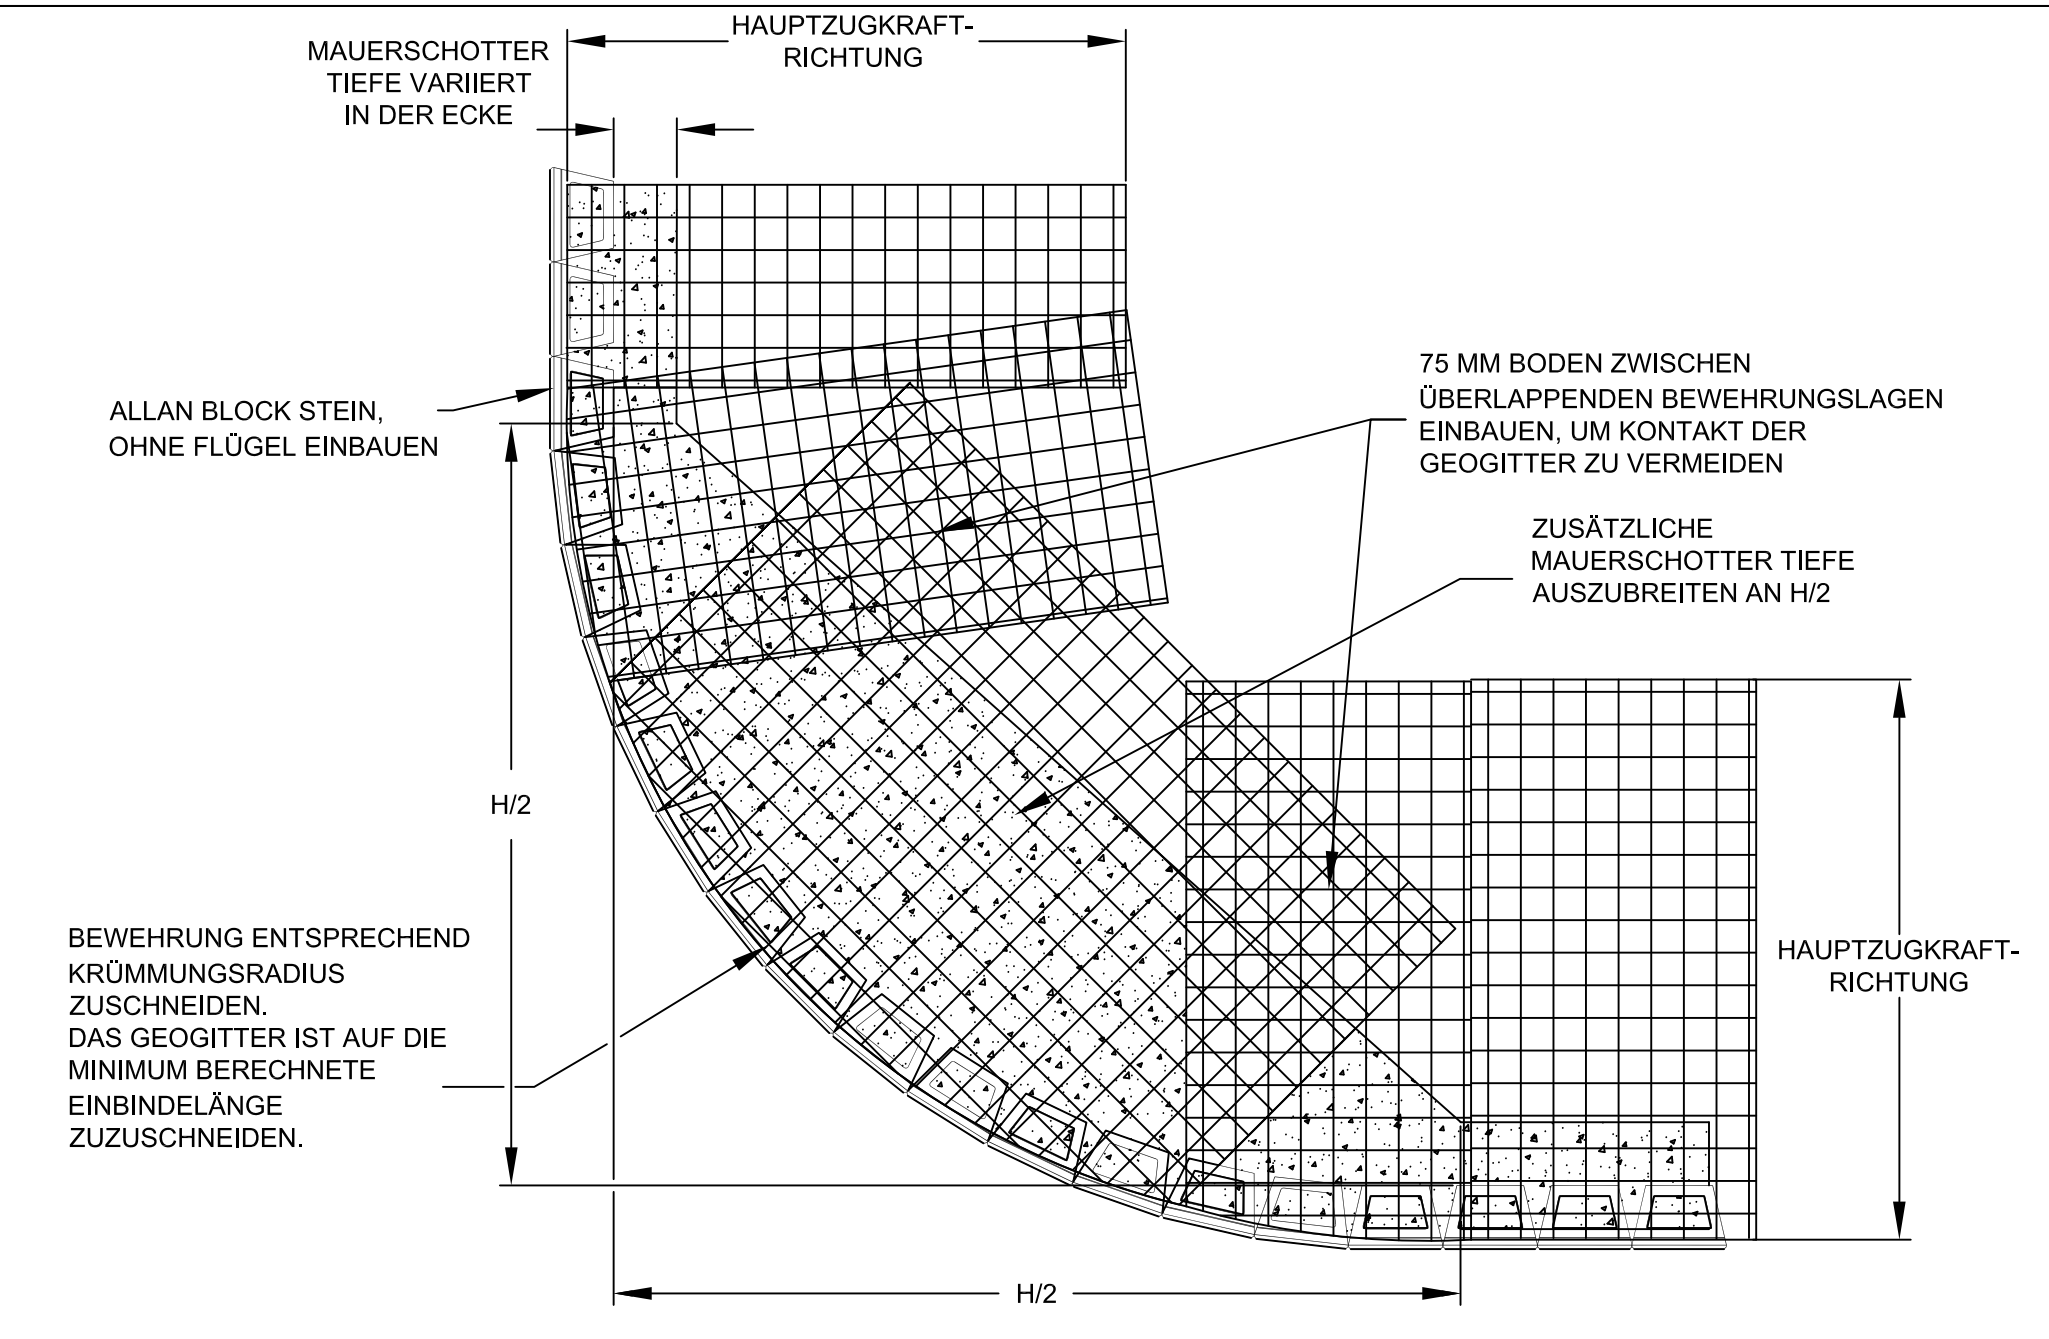 HAUPTZUGKRAFT-
RICHTUNG
MAUERSCHOTTER
TIEFE VARIIERT
IN DER ECKE
ALLAN BLOCK STEIN,
OHNE FLÜGEL EINBAUEN
75 MM BODEN ZWISCHEN
ÜBERLAPPENDEN BEWEHRUNGSLAGEN
EINBAUEN, UM KONTAKT DER
GEOGITTER ZU VERMEIDEN
ZUSÄTZLICHE
MAUERSCHOTTER TIEFE
AUSZUBREITEN AN H/2
H/2
BEWEHRUNG ENTSPRECHEND
KRÜMMUNGSRADIUS
ZUSCHNEIDEN.
DAS GEOGITTER IST AUF DIE
MINIMUM BERECHNETE
EINBINDELÄNGE
ZUZUSCHNEIDEN.
HAUPTZUGKRAFT-
RICHTUNG
H/2